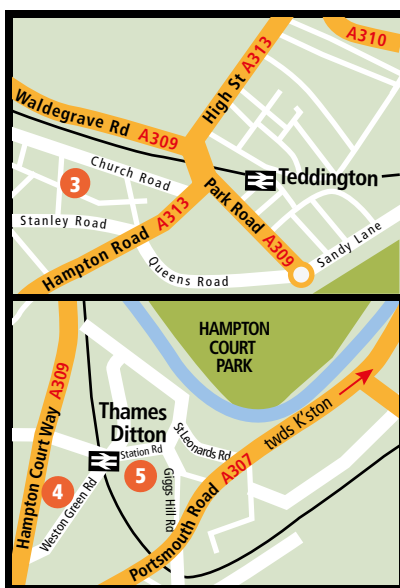 A310
High St A313
Waldegrave Rd A309
Church Road
3
Teddington
Park Road A309
Stanley Road
Hampton Road A313
Queens Road
Sandy Lane
HAMPTON
COURT
PARK
Hampton Court Way A309
Thames
Ditton
St Leonards Rd
twds K'ston
Station Rd
4
5
Weston Green Rd
Giggs Hill Rd
Portsmouth Road A307